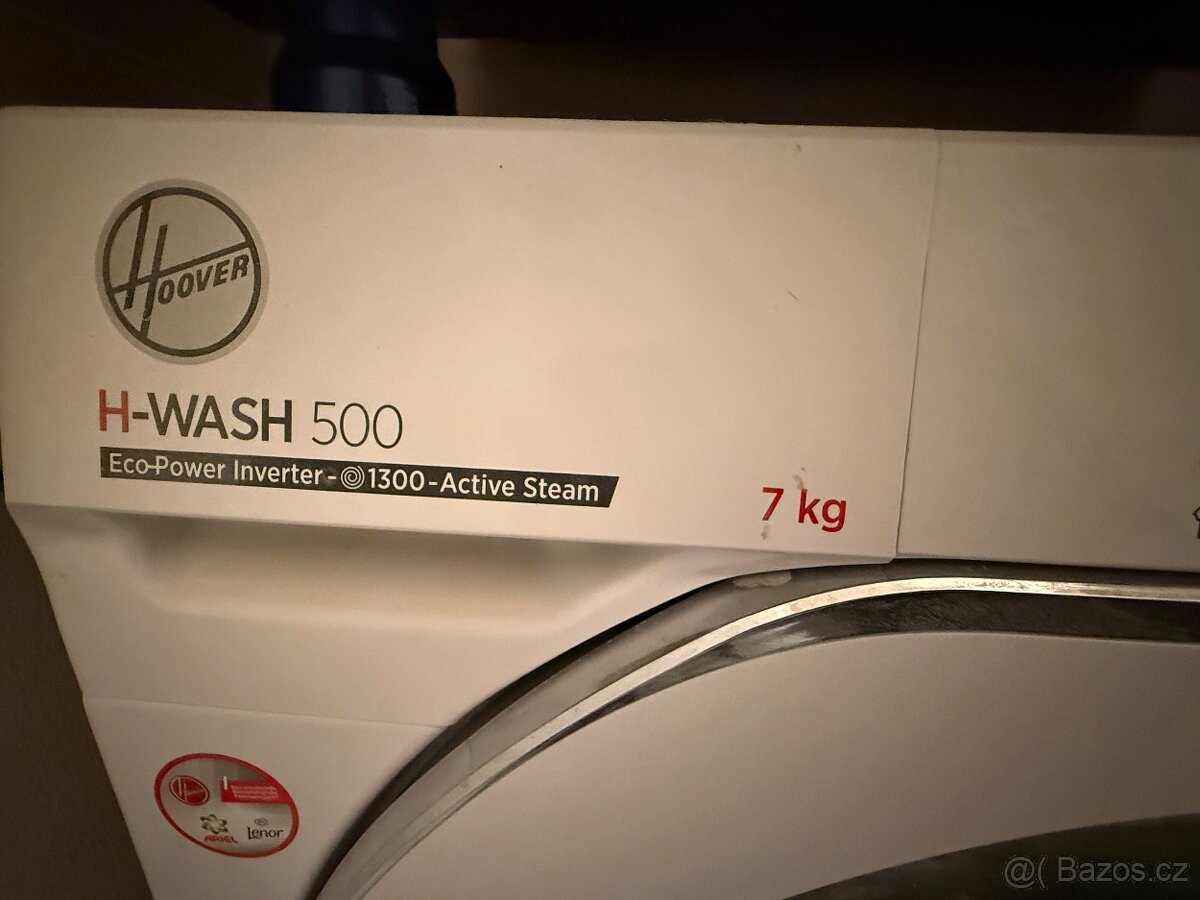 HOOVER
H-WASH 500
Eco-Power Inverter - 1300 - Active Steam
7 kg
ARIEL
Lenor
@( Bazos.cz